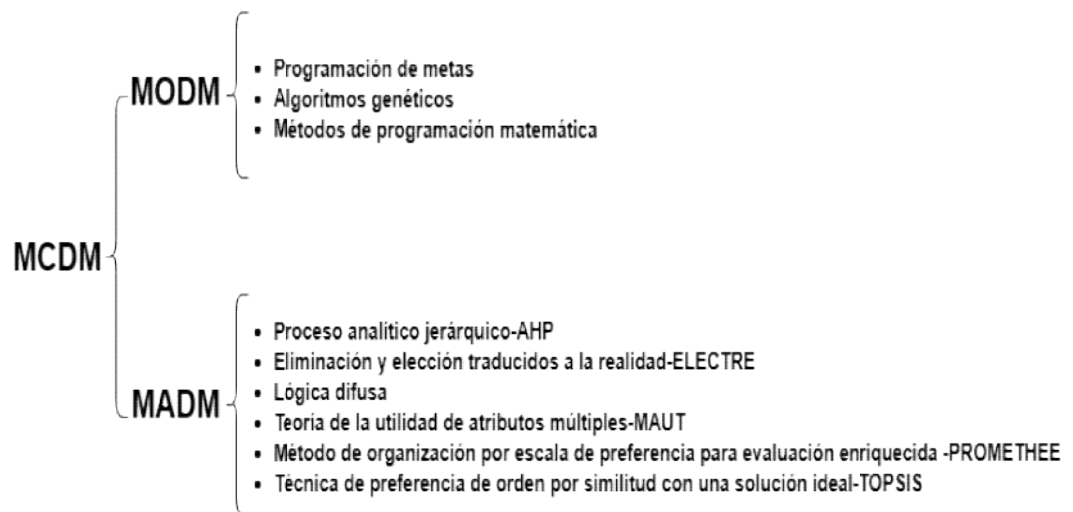 MCDM
MODM
• Programación de metas
• Algoritmos genéticos
• Métodos de programación matemática
MADM
• Proceso analítico jerárquico-AHP
• Eliminación y elección traducidos a la realidad-ELECTRE
• Lógica difusa
• Teoría de la utilidad de atributos múltiples-MAUT
• Método de organización por escala de preferencia para evaluación enriquecida -PROMETHEE
• Técnica de preferencia de orden por similitud con una solución ideal-TOPSIS